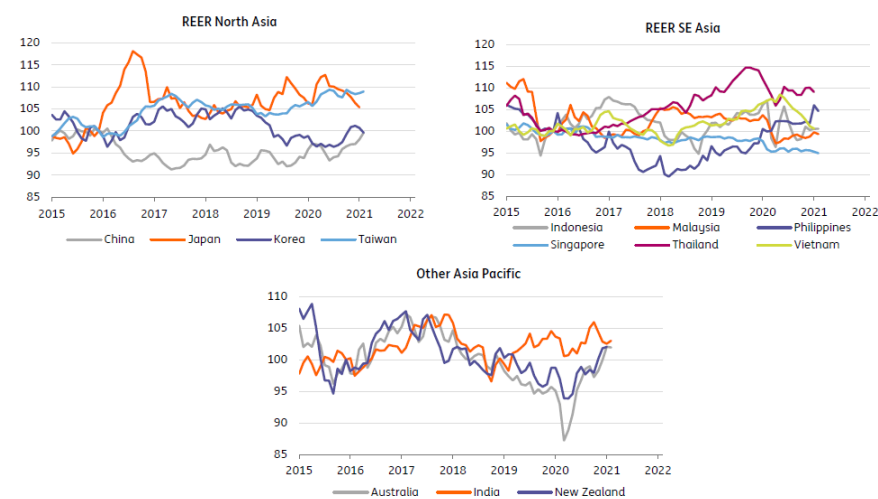 REER North Asia
120
115
110
105
100
95
90
85
2015 2016 2017 2018 2019 2020 2021 2022
China Japan Korea Taiwan
REER SE Asia
120
115
110
105
100
95
90
85
2015 2016 2017 2018 2019 2020 2021 2022
Indonesia Malaysia Philippines
Singapore Thailand Vietnam
Other Asia Pacific
110
105
100
95
90
85
2015 2016 2017 2018 2019 2020 2021 2022
Australia India New Zealand